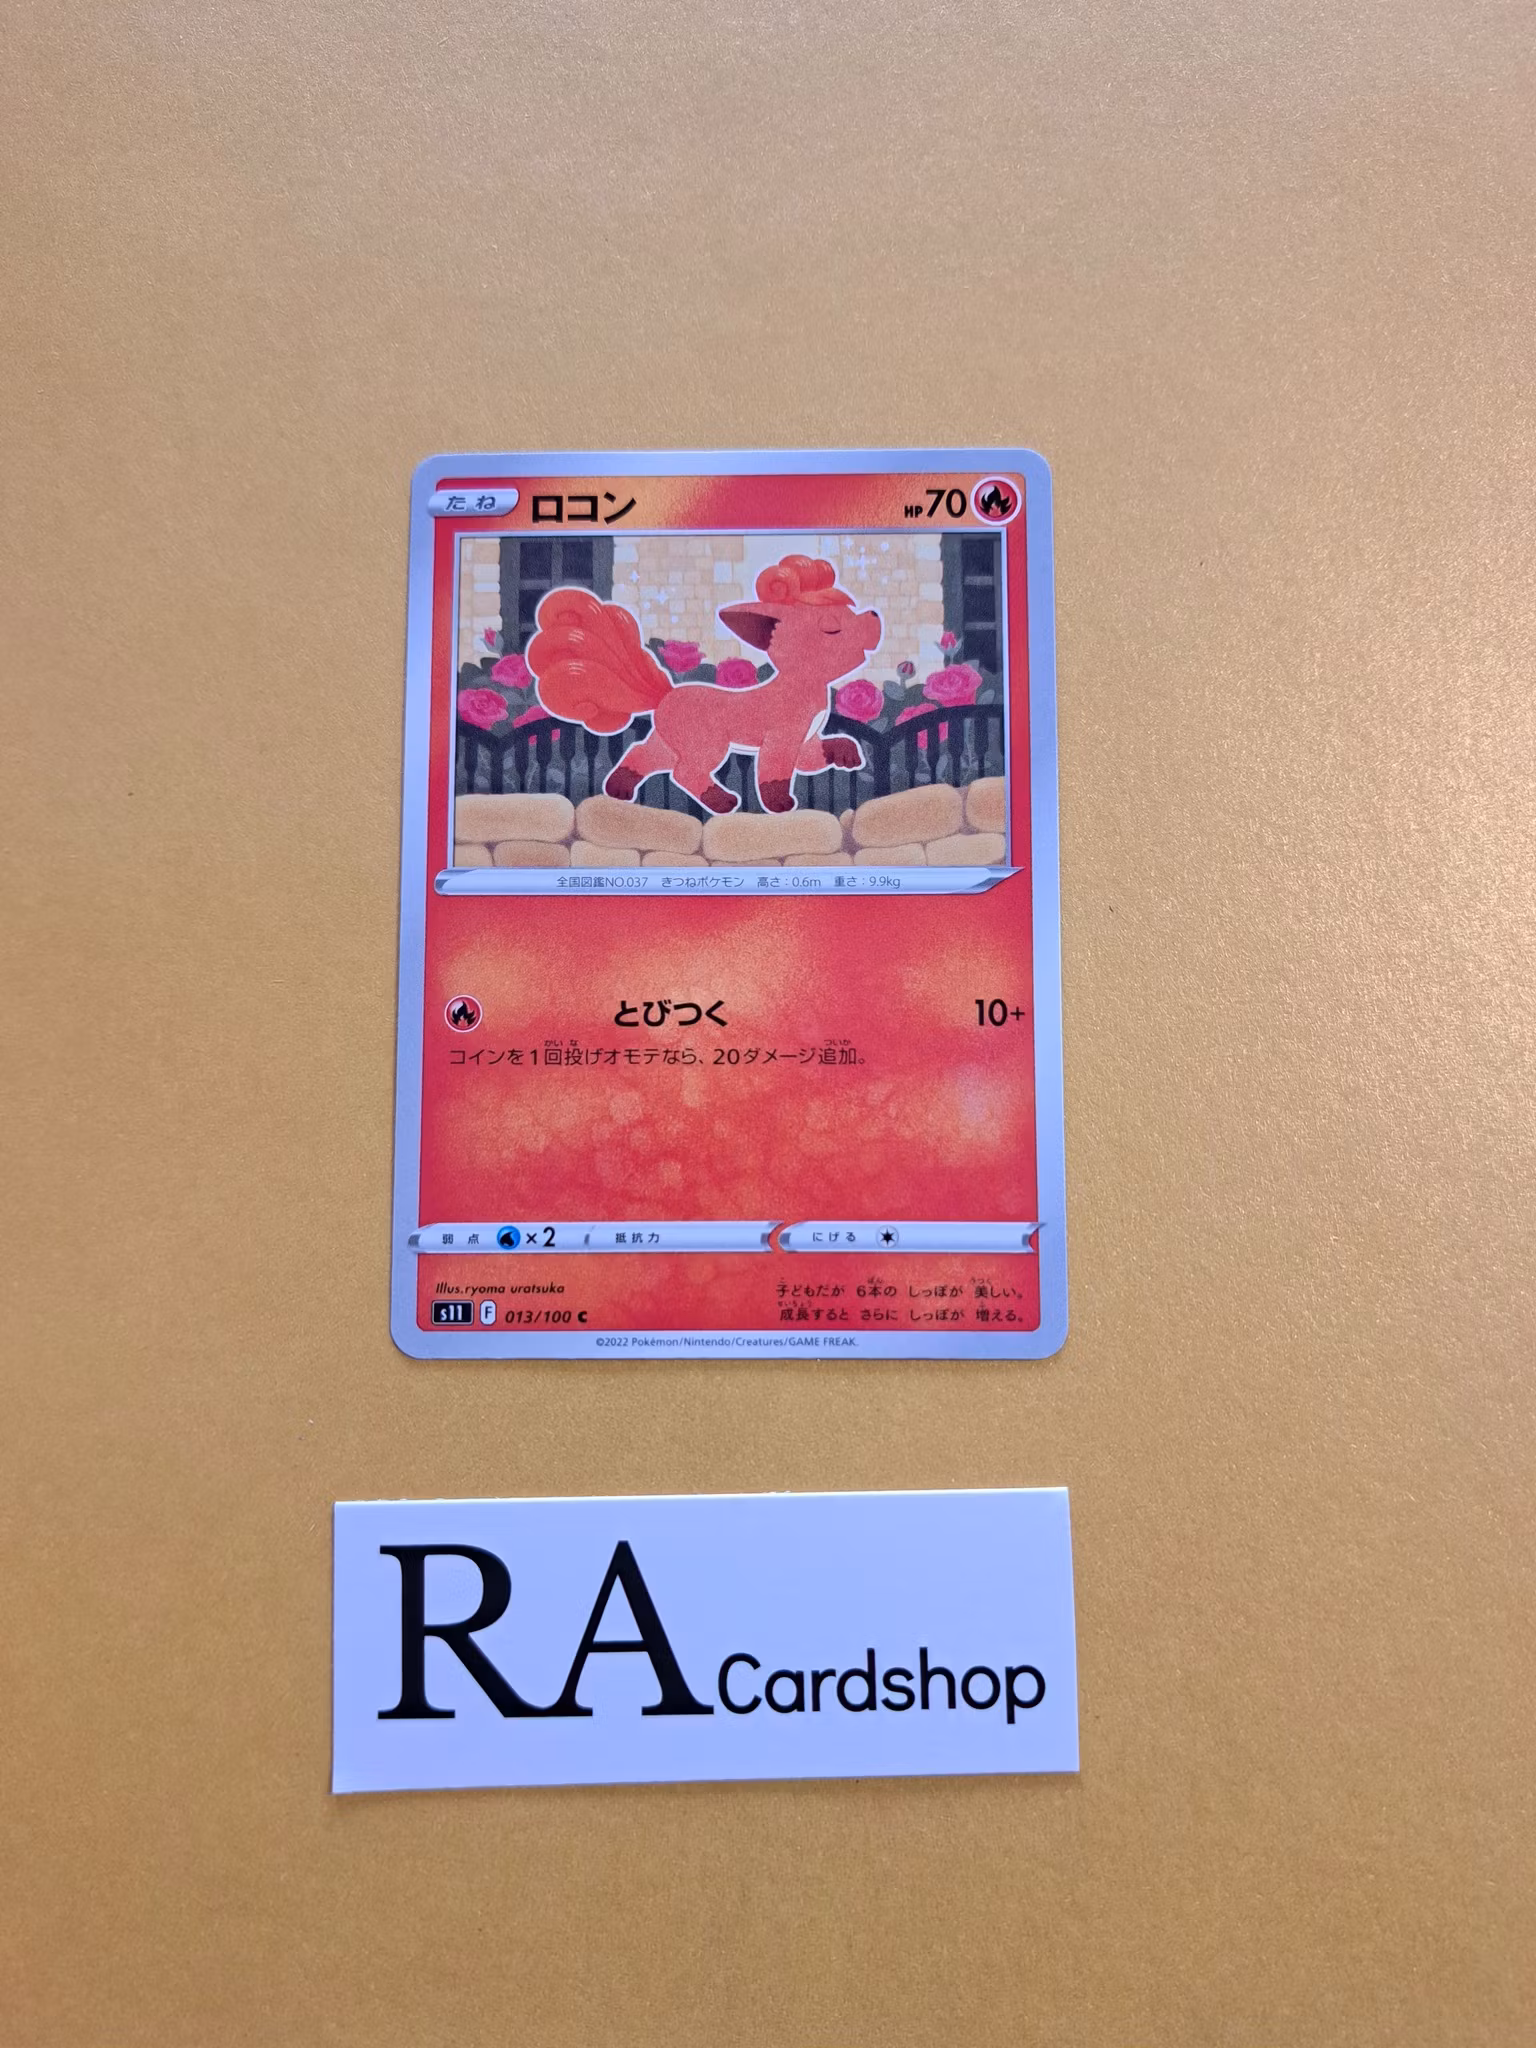 たね ロコン HP70
全国図鑑NO.037 きつねポケモン 高さ：0.6m 重さ：9.9kg
とびつく 10+
コインを1回投げオモテなら、20ダメージ追加。
弱点 ×2 抵抗力 にげる
Illus.ryoma uratsuka
子どもだが 6本の しっぽが 美しい。
成長すると さらに しっぽが 増える。
s11 F 013/100 C
©2022 Pokémon/Nintendo/Creatures/GAME FREAK.
RA Cardshop